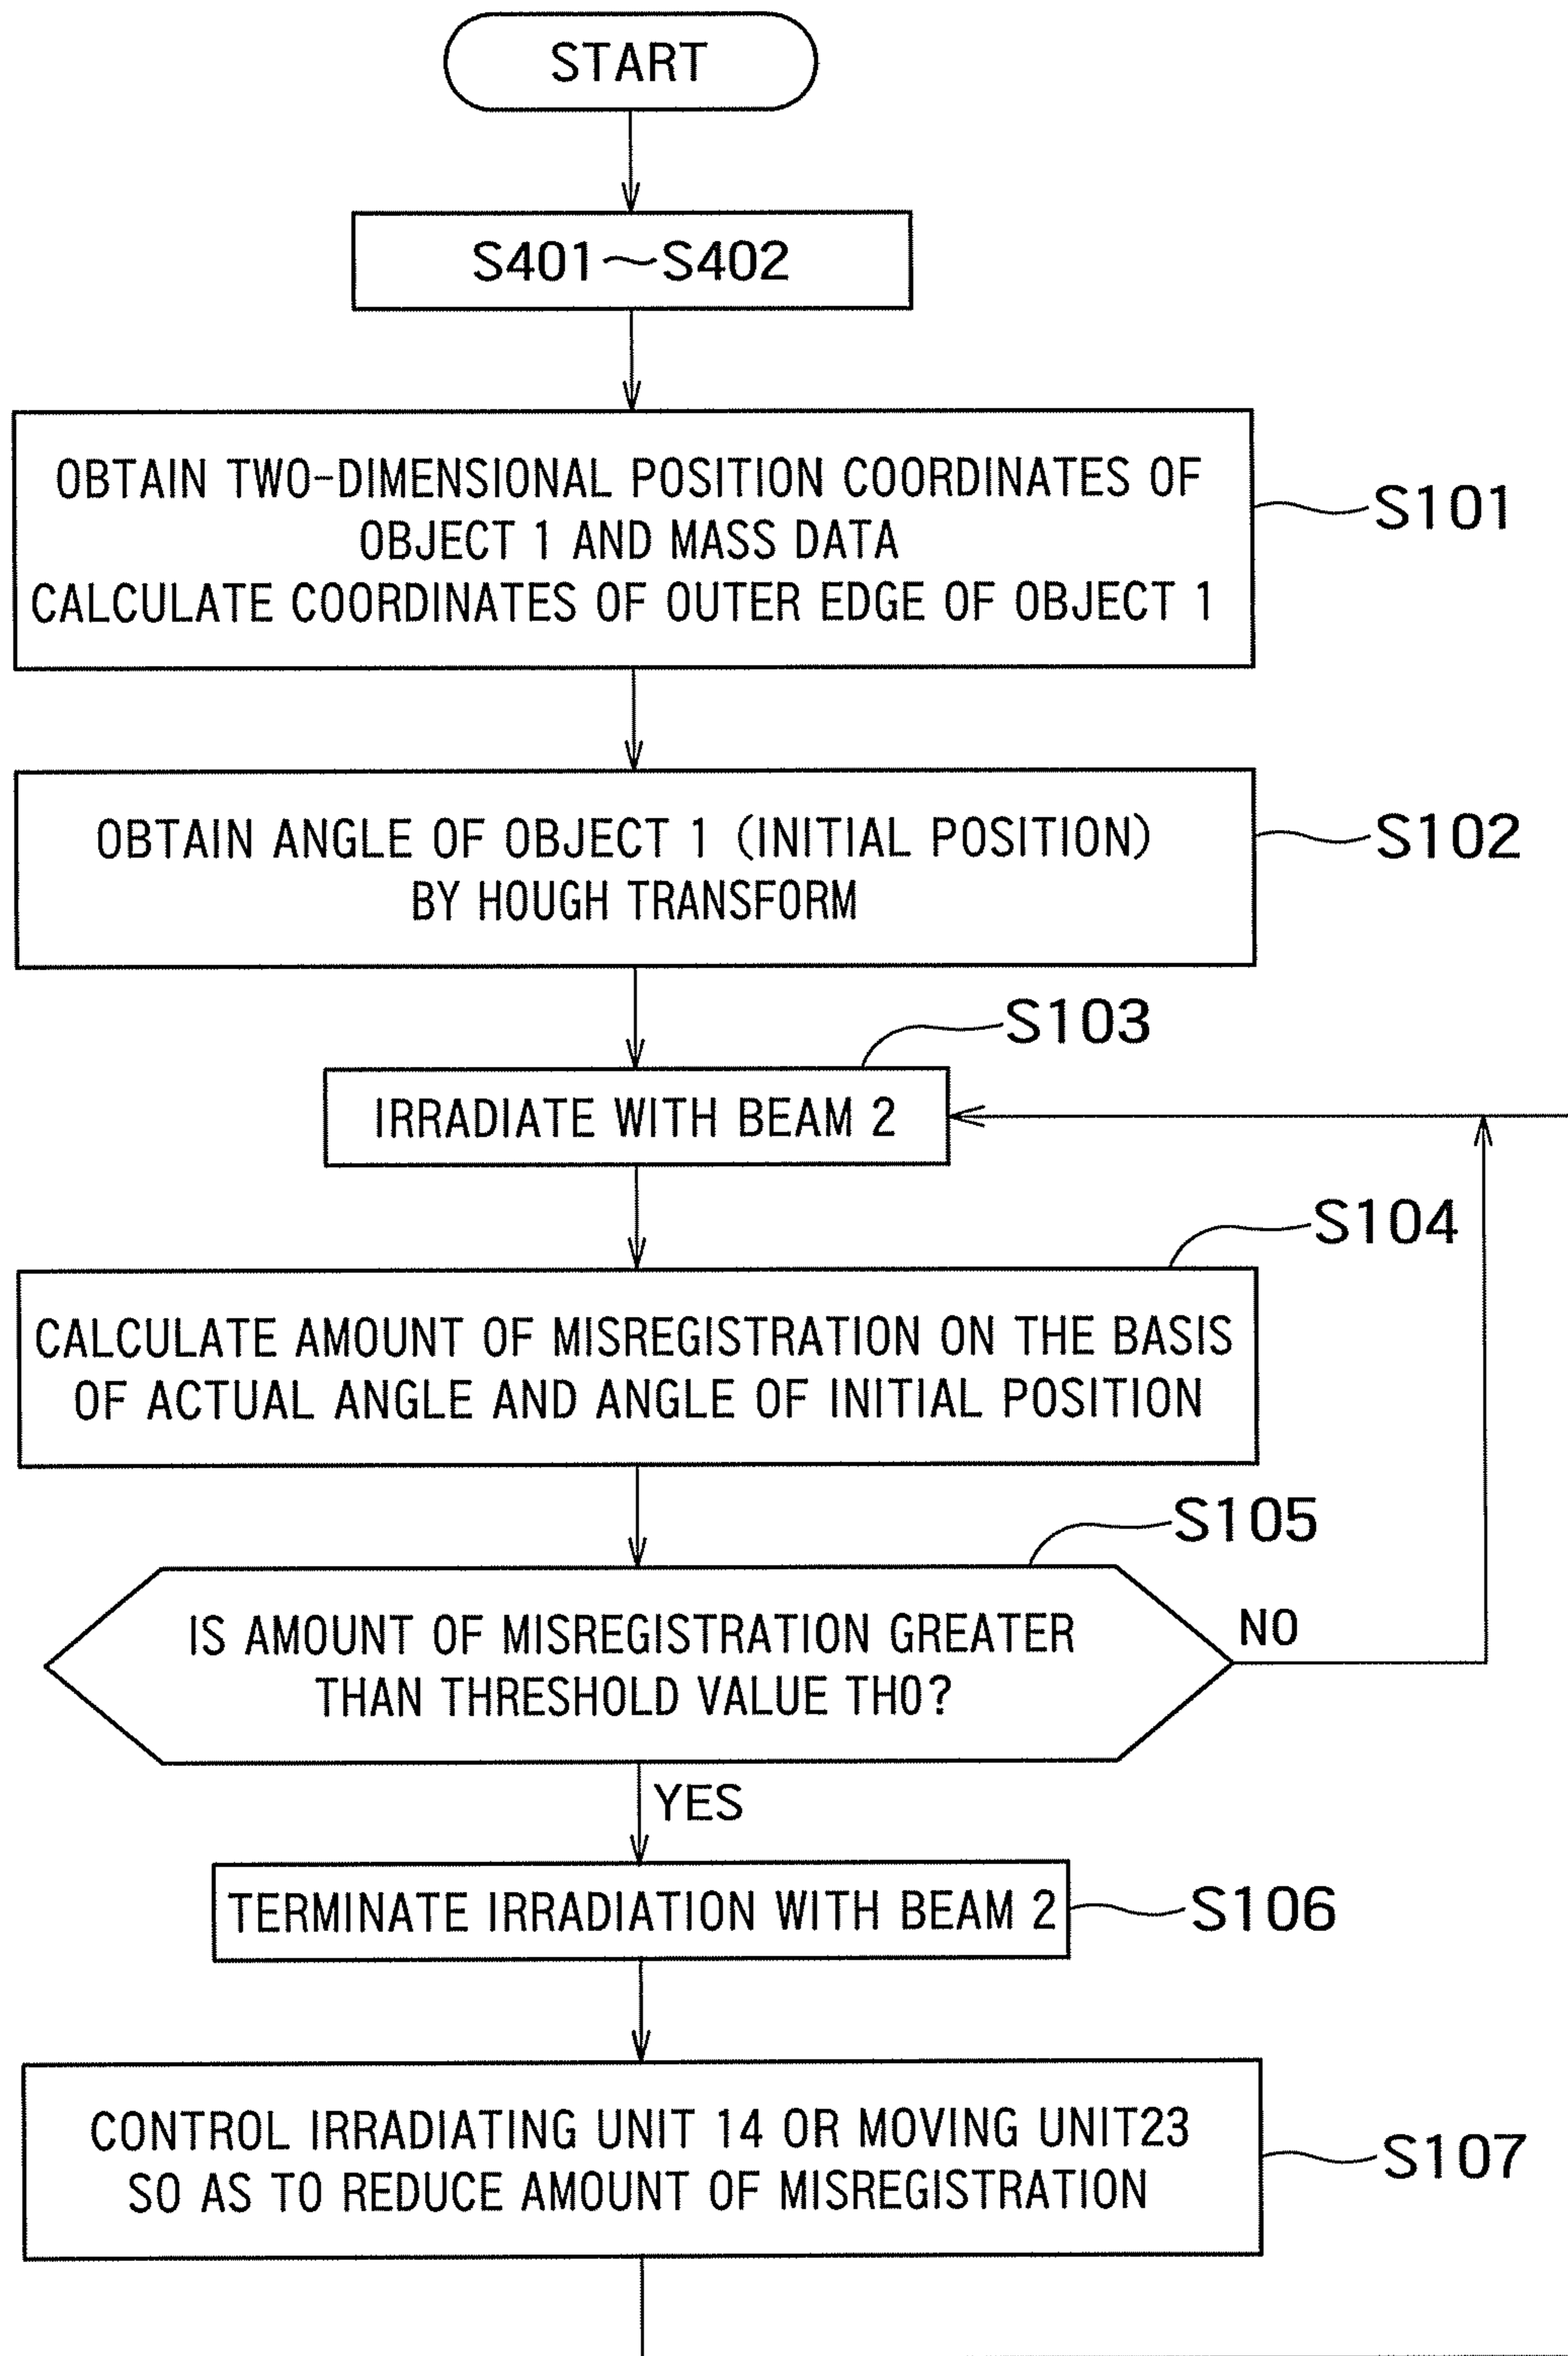 START
S401~S402
OBTAIN TWO-DIMENSIONAL POSITION COORDINATES OF
OBJECT 1 AND MASS DATA
CALCULATE COORDINATES OF OUTER EDGE OF OBJECT 1
S101
OBTAIN ANGLE OF OBJECT 1 (INITIAL POSITION)
BY HOUGH TRANSFORM
S102
S103
IRRADIATE WITH BEAM 2
S104
CALCULATE AMOUNT OF MISREGISTRATION ON THE BASIS
OF ACTUAL ANGLE AND ANGLE OF INITIAL POSITION
S105
IS AMOUNT OF MISREGISTRATION GREATER
THAN THRESHOLD VALUE TH0?
NO
YES
TERMINATE IRRADIATION WITH BEAM 2
S106
CONTROL IRRADIATING UNIT 14 OR MOVING UNIT23
SO AS TO REDUCE AMOUNT OF MISREGISTRATION
S107